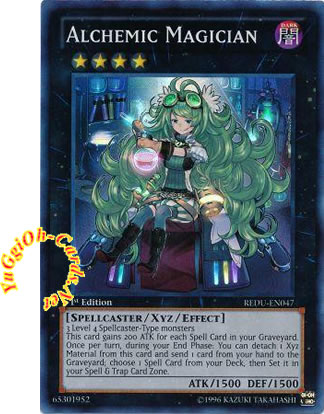 ALCHEMIC MAGICIAN
DARK
闇
YuGgiOh-Cards.Net
1st Edition
REDU-EN047
[SPELLCASTER/XYZ/EFFECT]
3 Level 4 Spellcaster-Type monsters
This card gains 200 ATK for each Spell Card in your Graveyard.
Once per turn, during your End Phase: You can detach 1 Xyz
Material from this card and send 1 card from your hand to the
Graveyard; choose 1 Spell Card from your Deck, then Set it in
your Spell & Trap Card Zone.
ATK/1500 DEF/1500
65301952
©1996 KAZUKI TAKAHASHI